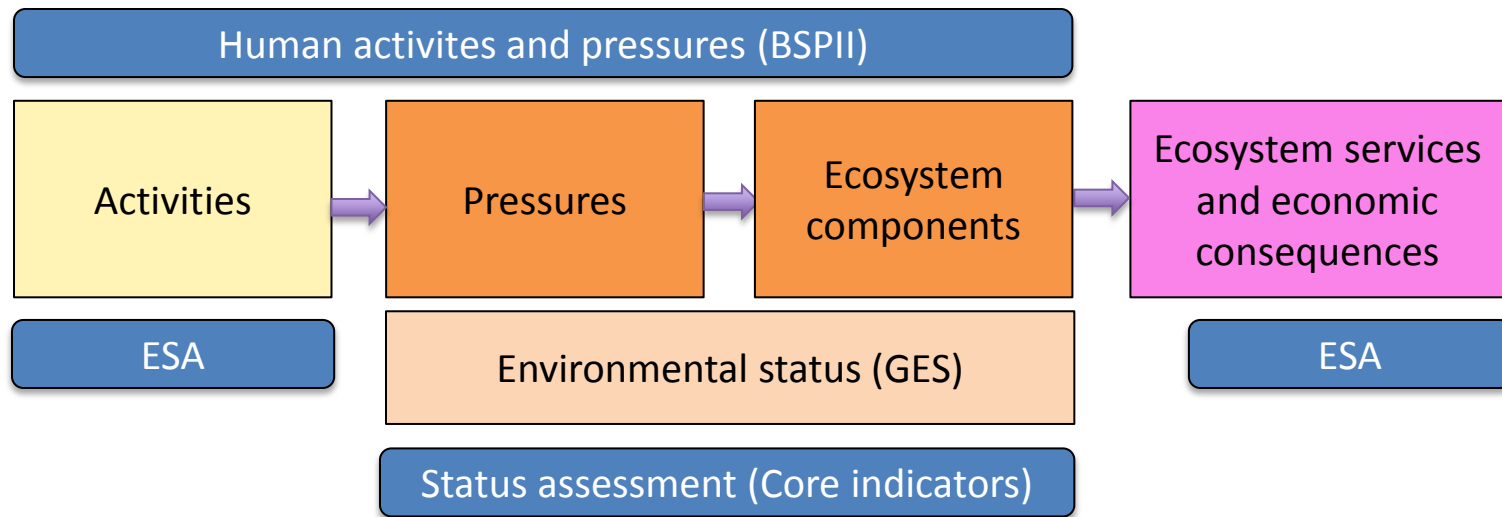 Human activites and pressures (BSPII)
Activities
Pressures
Ecosystem
components
Ecosystem services
and economic
consequences
ESA
Environmental status (GES)
ESA
Status assessment (Core indicators)